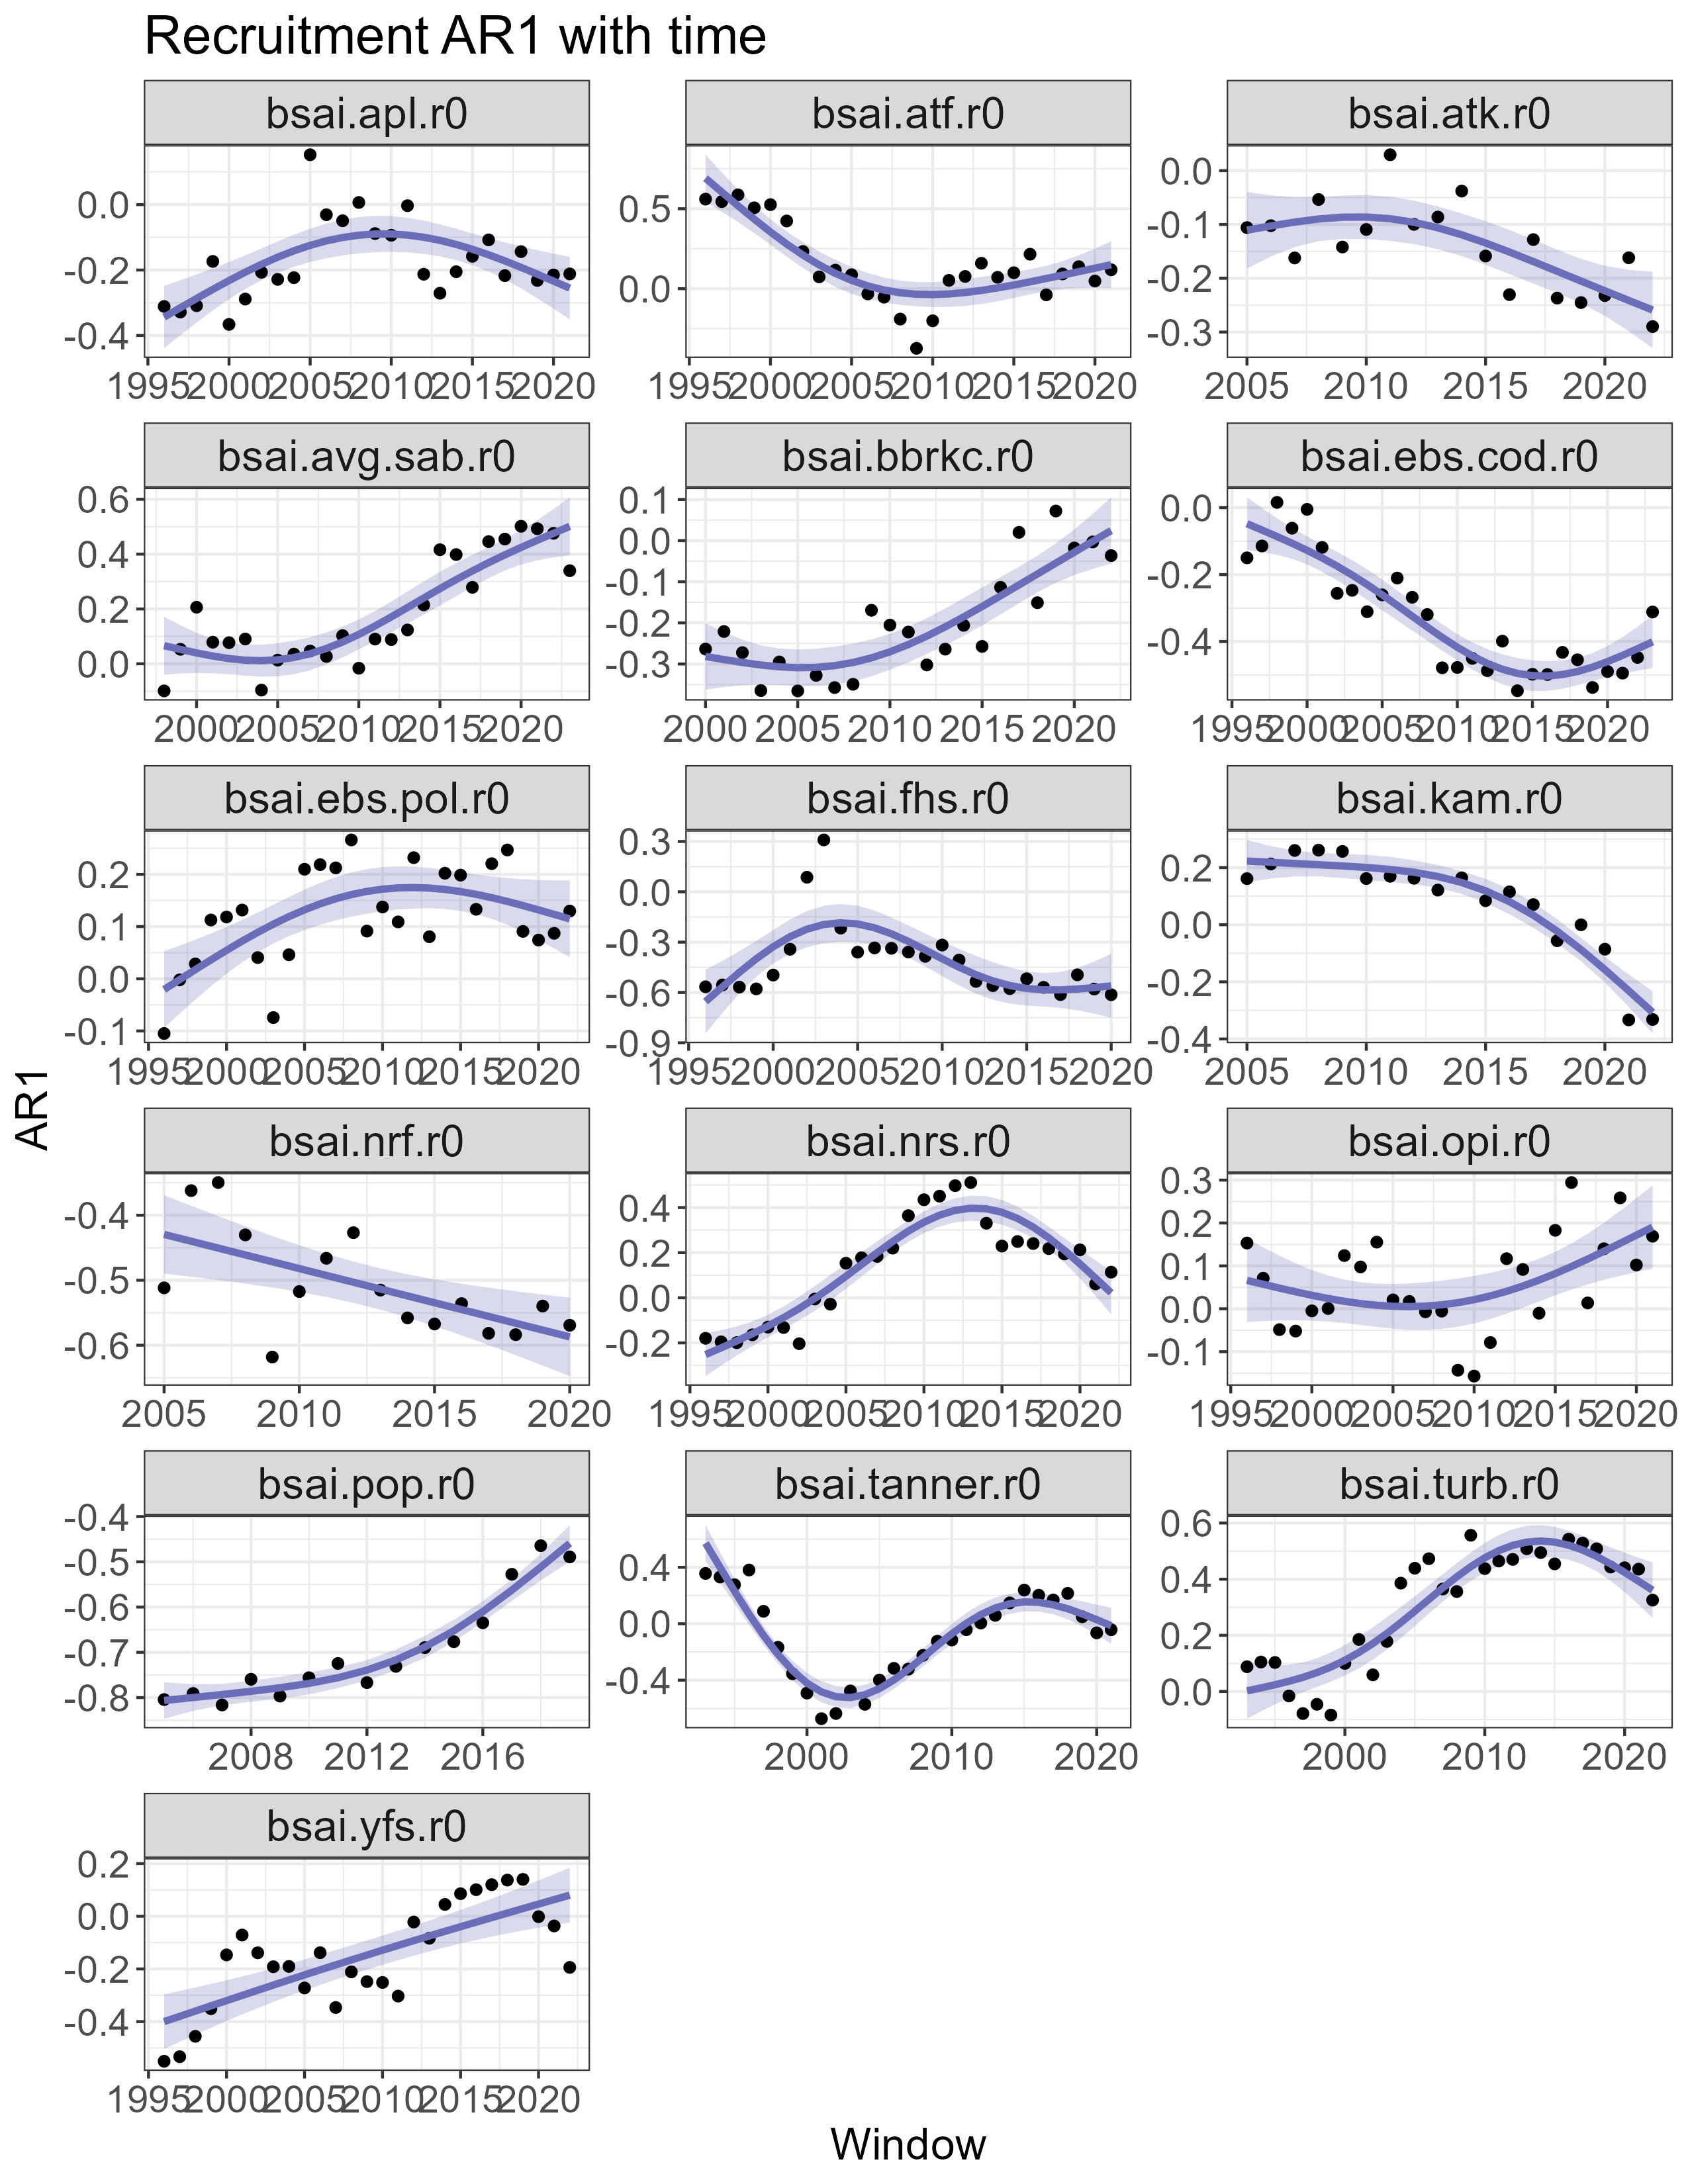 Recruitment AR1 with time
bsai.apl.r0 bsai.atf.r0 bsai.atk.r0
0.0 -0.2 -0.4
1995 2000 2005 2010 2015 2020
0.5 0.0
1995 2000 2005 2010 2015 2020
0.0 -0.1 -0.2 -0.3
2005 2010 2015 2020
bsai.avg.sab.r0 bsai.bbrkc.r0 bsai.ebs.cod.r0
0.6 0.4 0.2 0.0
2000 2005 2010 2015 2020
0.1 0.0 -0.1 -0.2 -0.3
2000 2005 2010 2015 2020
0.0 -0.2 -0.4
1995 2000 2005 2010 2015 2020
bsai.ebs.pol.r0 bsai.fhs.r0 bsai.kam.r0
0.2 0.1 0.0 -0.1
1995 2000 2005 2010 2015 2020
0.3 0.0 -0.3 -0.6 -0.9
1995 2000 2005 2010 2015 2020
0.2 0.0 -0.2 -0.4
2005 2010 2015 2020
AR1
bsai.nrf.r0 bsai.nrs.r0 bsai.opi.r0
-0.4 -0.5 -0.6
2005 2010 2015 2020
0.4 0.2 0.0 -0.2
1995 2000 2005 2010 2015 2020
0.3 0.2 0.1 0.0 -0.1
1995 2000 2005 2010 2015 2020
bsai.pop.r0 bsai.tanner.r0 bsai.turb.r0
-0.4 -0.5 -0.6 -0.7 -0.8
2008 2012 2016
0.4 0.0 -0.4
2000 2010 2020
0.6 0.4 0.2 0.0
2000 2010 2020
bsai.yfs.r0
0.2 0.0 -0.2 -0.4
1995 2000 2005 2010 2015 2020
Window